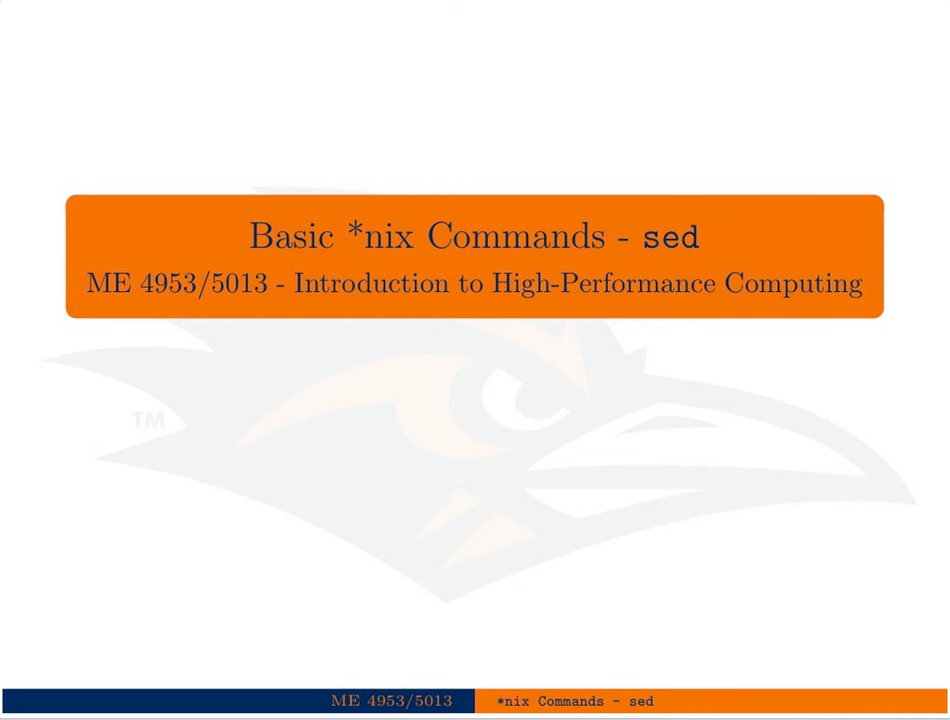 Basic *nix Commands - sed
ME 4953/5013 - Introduction to High-Performance Computing
TM
ME 4953/5013
*nix Commands - sed